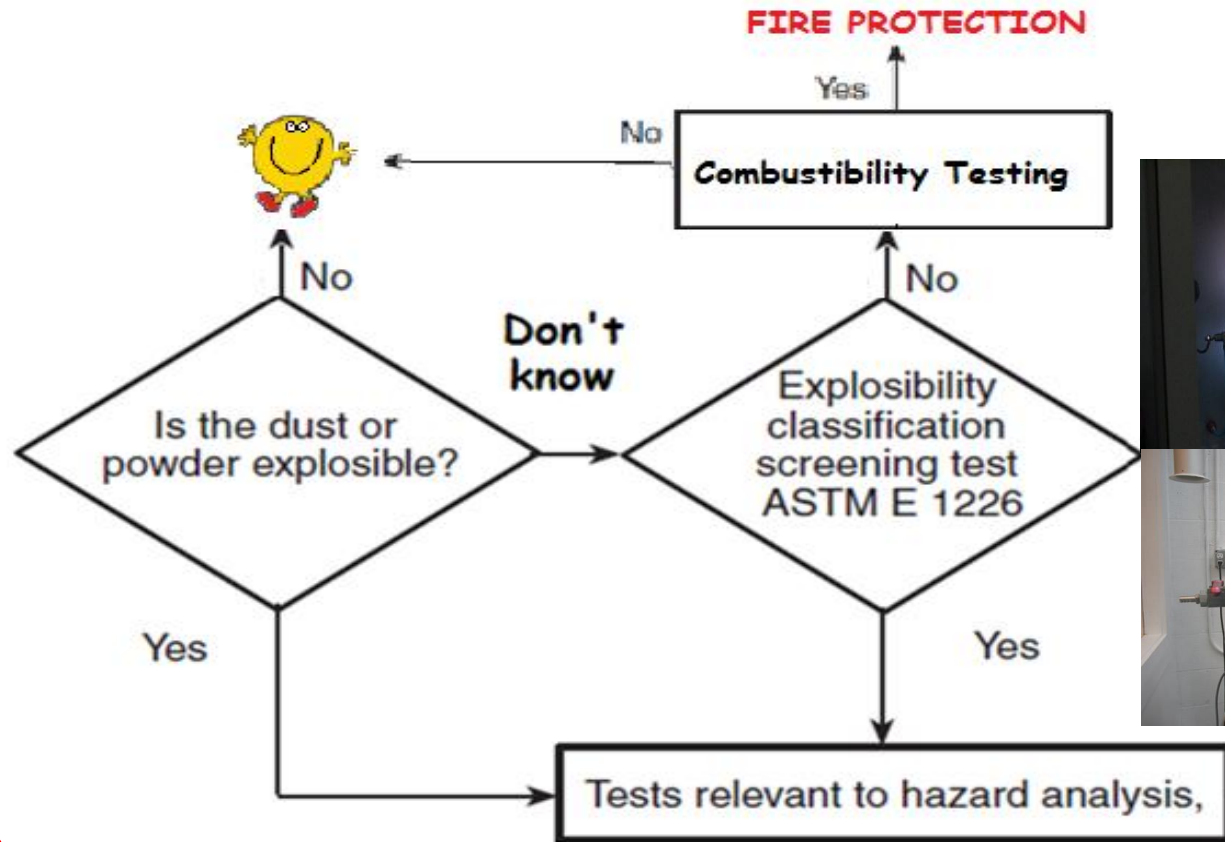 FIRE PROTECTION
Yes
No
Combustibility Testing
No
No
Don't
know
Is the dust or
powder explosible?
Explosibility
classification
screening test
ASTM E 1226
Yes
Yes
Tests relevant to hazard analysis,